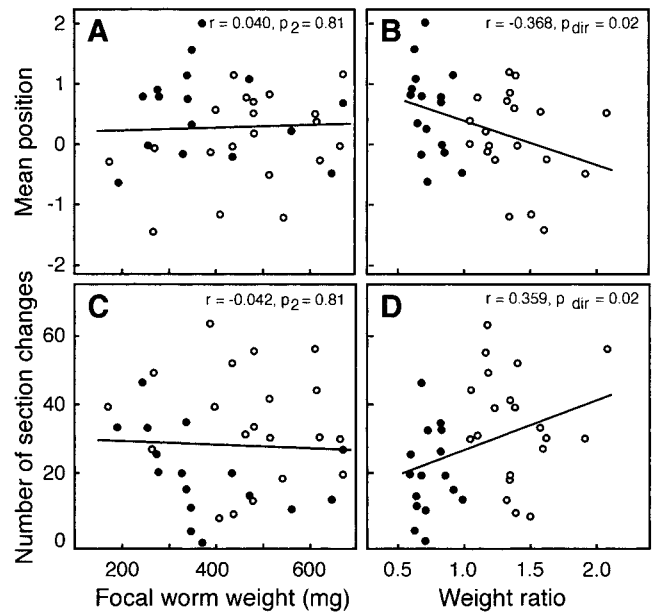 A
r = 0.040, p2 = 0.81
B
r = -0.368, p dir = 0.02
Mean position
2
1
0
-1
-2
C
r = -0.042, p2 = 0.81
D
r = 0.359, p dir = 0.02
Number of section changes
60
40
20
0
200 400 600
0.5 1.0 1.5 2.0
Focal worm weight (mg)
Weight ratio